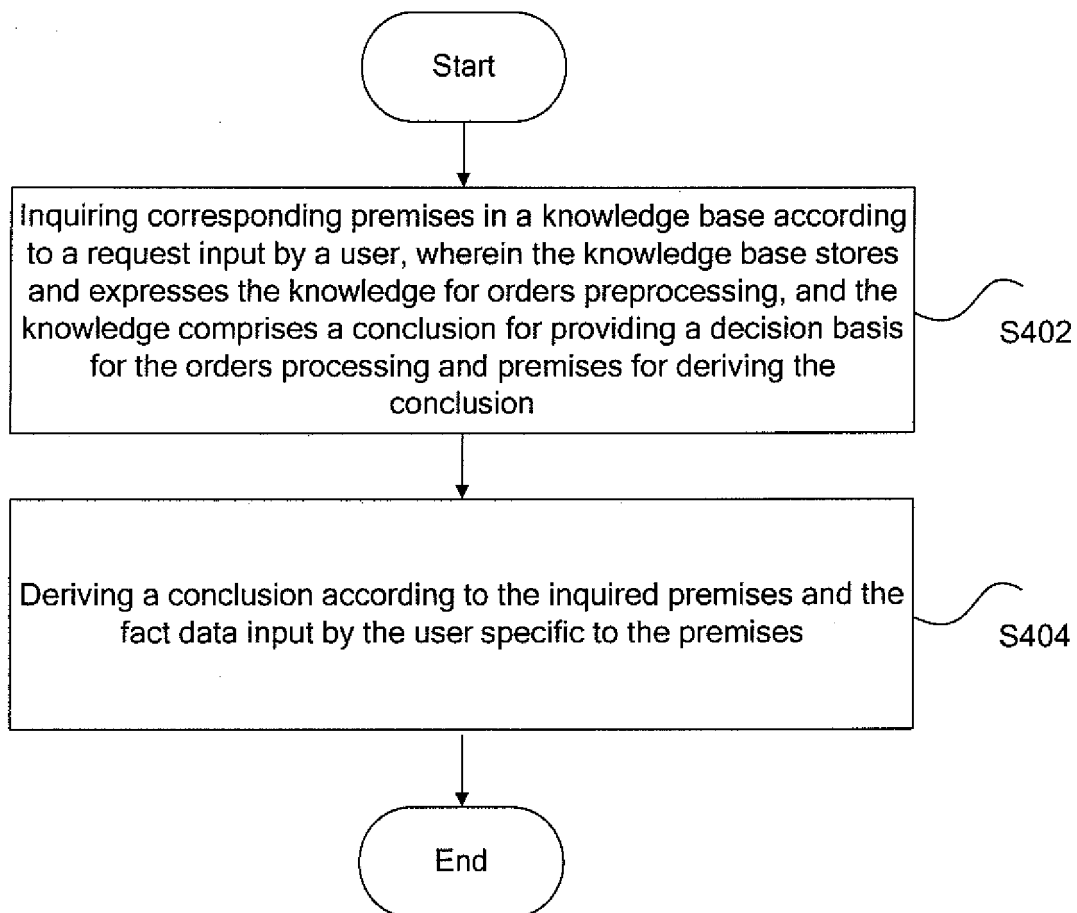 Start
Inquiring corresponding premises in a knowledge base according
to a request input by a user, wherein the knowledge base stores
and expresses the knowledge for orders preprocessing, and the
knowledge comprises a conclusion for providing a decision basis
for the orders processing and premises for deriving the
conclusion
S402
Deriving a conclusion according to the inquired premises and the
fact data input by the user specific to the premises
S404
End